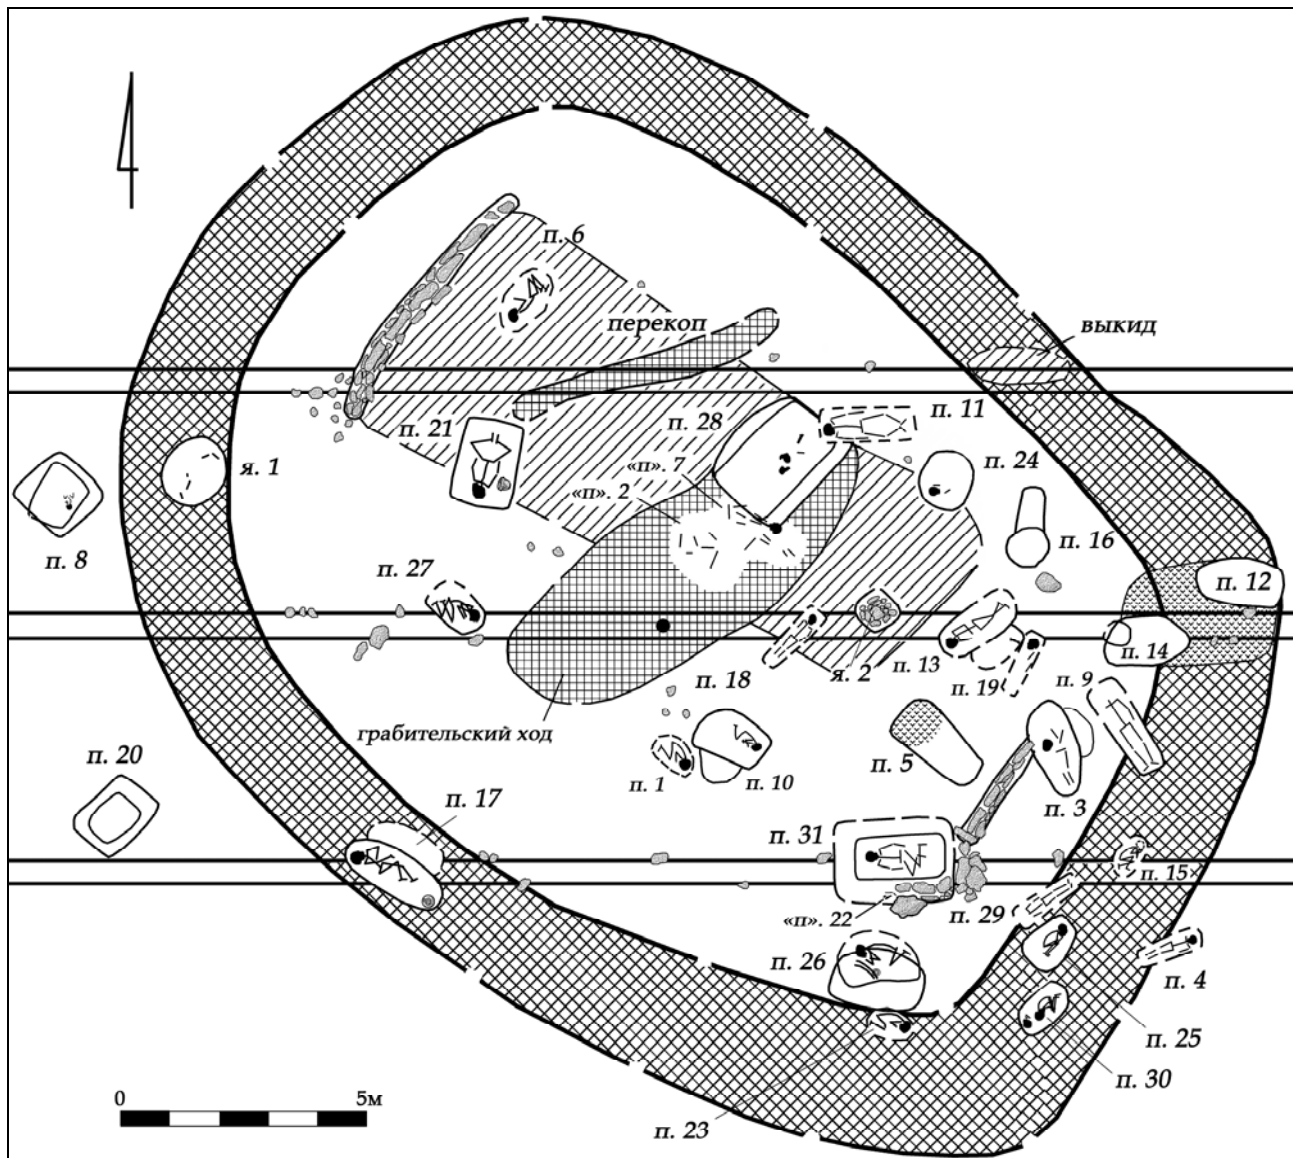 п. 6
перекоп
выкид
п. 11
п. 28
п. 21
«п». 7
я. 1
п. 24
«п». 2
п. 8
п. 16
п. 27
п. 12
п. 14
п. 13
я. 2
п. 18
п. 19
п. 9
грабительский ход
п. 20
п. 5
п. 1
п. 10
п. 3
п. 17
п. 31
п. 15
«п». 22
п. 29
п. 26
п. 4
п. 25
п. 30
0
5м
п. 23